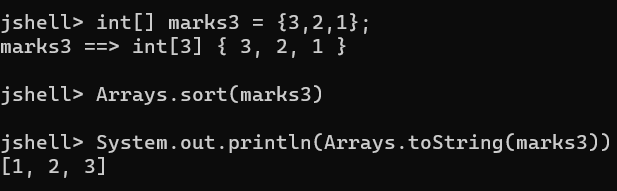 jshell> int[] marks3 = {3,2,1};
marks3 ==> int[3] { 3, 2, 1 }
jshell> Arrays.sort(marks3)
jshell> System.out.println(Arrays.toString(marks3))
[1, 2, 3]